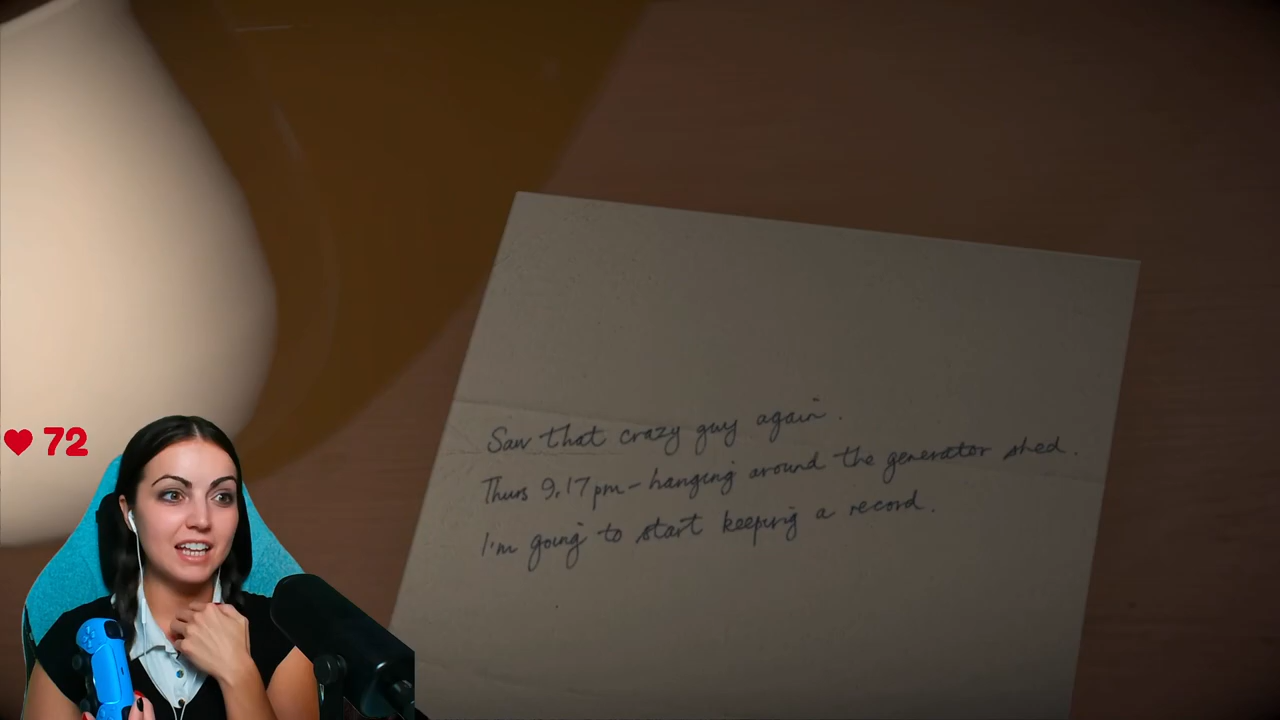 72
Saw that crazy guy again.
Thurs 9.17pm - hanging around the generator shed.
I'm going to start keeping a record.